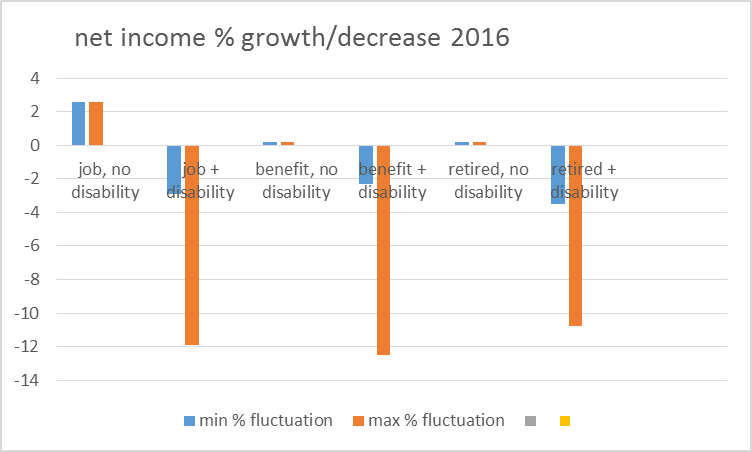 net income % growth/decrease 2016
4
2
0
-2
-4
-6
-8
-10
-12
-14
job, no
disability
job +
disability
benefit, no
disability
benefit +
disability
retired, no
disability
retired +
disability
min % fluctuation
max % fluctuation